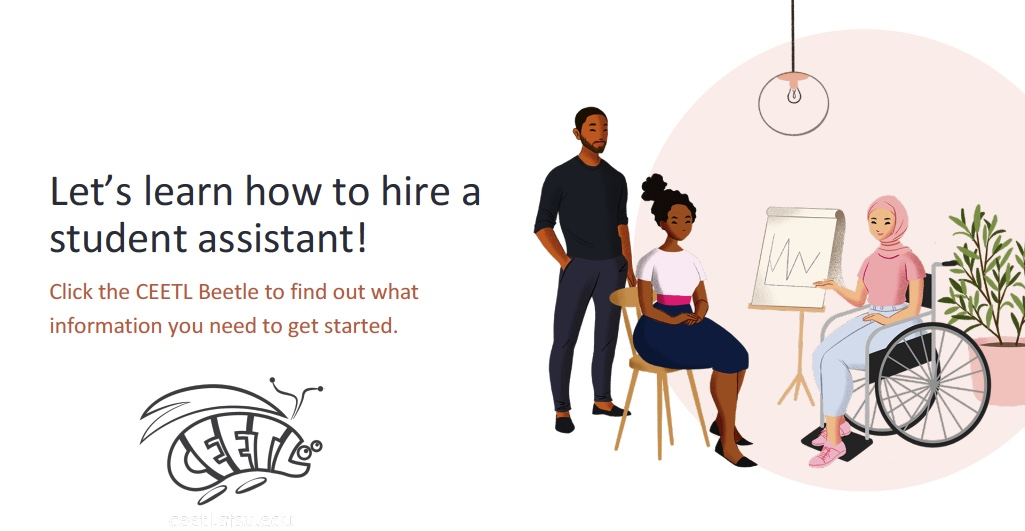 Let’s learn how to hire a
student assistant!
Click the CEETL Beetle to find out what
information you need to get started.
CEETL